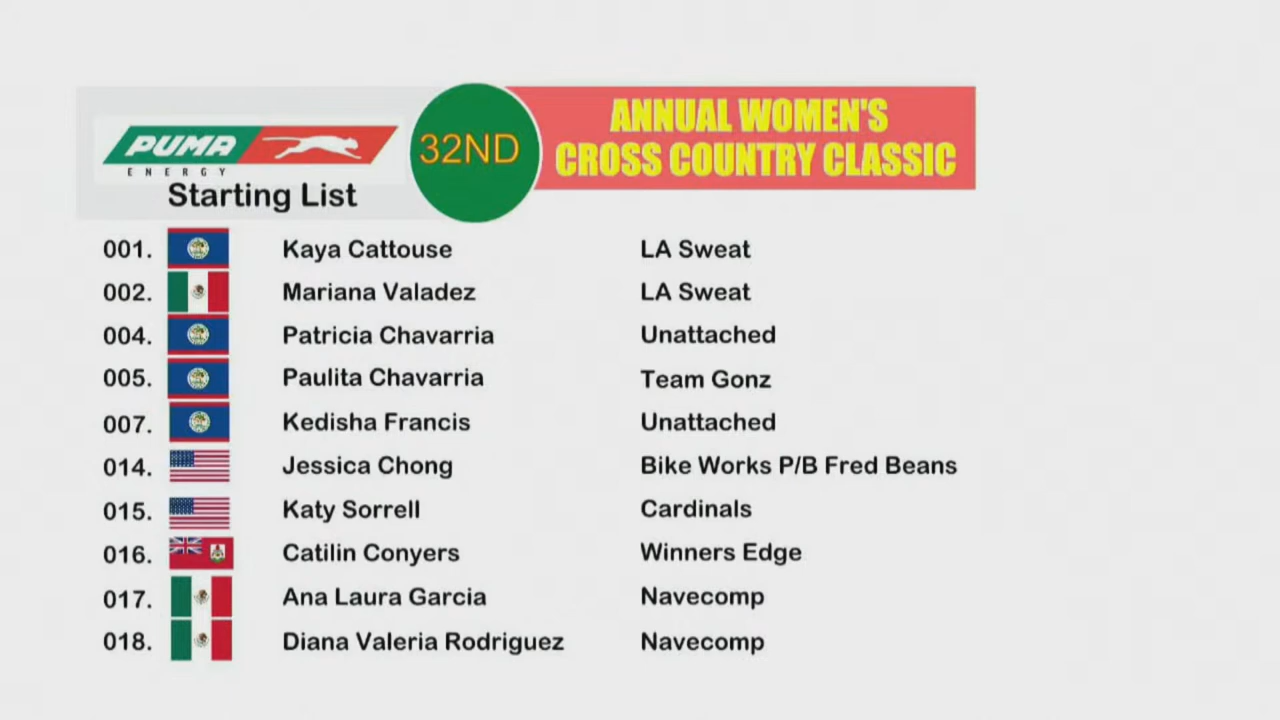 PUMA
ENERGY
Starting List
32ND
ANNUAL WOMEN'S
CROSS COUNTRY CLASSIC
001. Kaya Cattouse LA Sweat
002. Mariana Valadez LA Sweat
004. Patricia Chavarria Unattached
005. Paulita Chavarria Team Gonz
007. Kedisha Francis Unattached
014. Jessica Chong Bike Works P/B Fred Beans
015. Katy Sorrell Cardinals
016. Catilin Conyers Winners Edge
017. Ana Laura Garcia Navecomp
018. Diana Valeria Rodriguez Navecomp